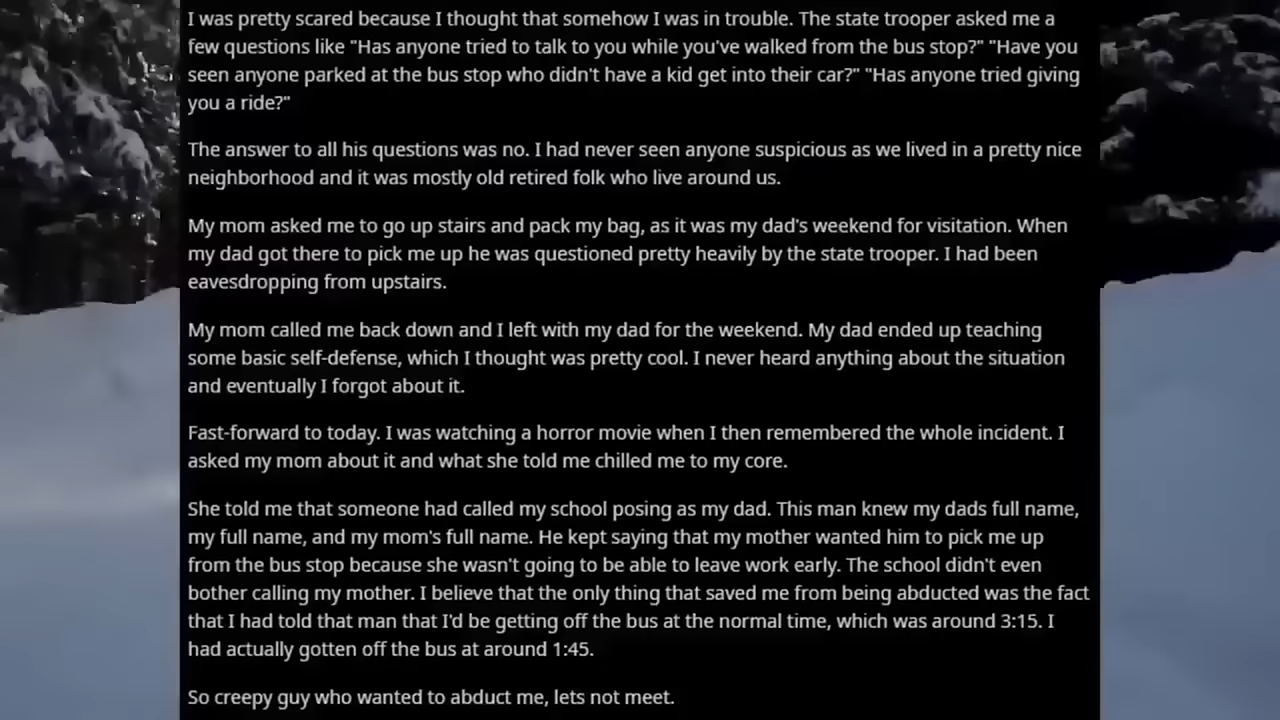 I was pretty scared because I thought that somehow I was in trouble. The state trooper asked me a
few questions like "Has anyone tried to talk to you while you've walked from the bus stop?" "Have you
seen anyone parked at the bus stop who didn't have a kid get into their car?" "Has anyone tried giving
you a ride?"
The answer to all his questions was no. I had never seen anyone suspicious as we lived in a pretty nice
neighborhood and it was mostly old retired folk who live around us.
My mom asked me to go up stairs and pack my bag, as it was my dad's weekend for visitation. When
my dad got there to pick me up he was questioned pretty heavily by the state trooper. I had been
eavesdropping from upstairs.
My mom called me back down and I left with my dad for the weekend. My dad ended up teaching
some basic self-defense, which I thought was pretty cool. I never heard anything about the situation
and eventually I forgot about it.
Fast-forward to today. I was watching a horror movie when I then remembered the whole incident. I
asked my mom about it and what she told me chilled me to my core.
She told me that someone had called my school posing as my dad. This man knew my dads full name,
my full name, and my mom's full name. He kept saying that my mother wanted him to pick me up
from the bus stop because she wasn't going to be able to leave work early. The school didn't even
bother calling my mother. I believe that the only thing that saved me from being abducted was the fact
that I had told that man that I'd be getting off the bus at the normal time, which was around 3:15. I
had actually gotten off the bus at around 1:45.
So creepy guy who wanted to abduct me, lets not meet.